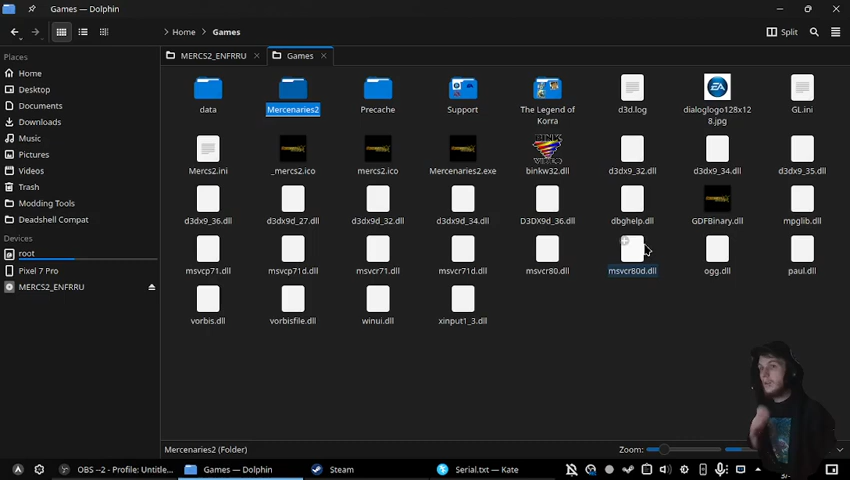 Games — Dolphin
Home > Games
Split
Places
MERCS2_ENFRRU
Games
Home
Desktop
Documents
Downloads
Music
Pictures
Videos
Trash
Modding Tools
Deadshell Compat
Devices
root
Pixel 7 Pro
MERCS2_ENFRRU
data
Mercenaries2
Precache
Support
The Legend of Korra
d3d.log
dialoglogo128x128.jpg
GL.ini
Mercs2.ini
_mercs2.ico
mercs2.ico
Mercenaries2.exe
binkw32.dll
d3dx9_32.dll
d3dx9_34.dll
d3dx9_35.dll
d3dx9_36.dll
d3dx9d_27.dll
d3dx9d_32.dll
d3dx9d_34.dll
D3DX9d_36.dll
dbghelp.dll
GDFBinary.dll
mpglib.dll
msvcp71.dll
msvcp71d.dll
msvcr71.dll
msvcr71d.dll
msvcr80.dll
msvcr80d.dll
ogg.dll
paul.dll
vorbis.dll
vorbisfile.dll
winui.dll
xinput1_3.dll
Mercenaries2 (Folder)
Zoom:
OBS --2 - Profile: Untitle...
Games — Dolphin
Steam
Serial.txt — Kate